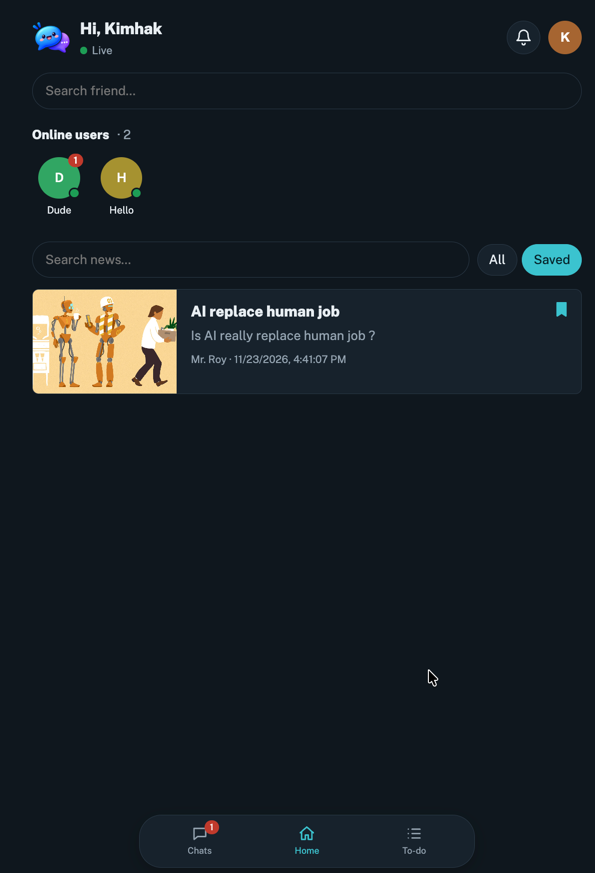 Hi, Kimhak
Live
K
Search friend...
Online users · 2
D
1
H
Dude
Hello
Search news...
All
Saved
AI replace human job
Is AI really replace human job ?
Mr. Roy · 11/23/2026, 4:41:07 PM
1
Chats
Home
To-do